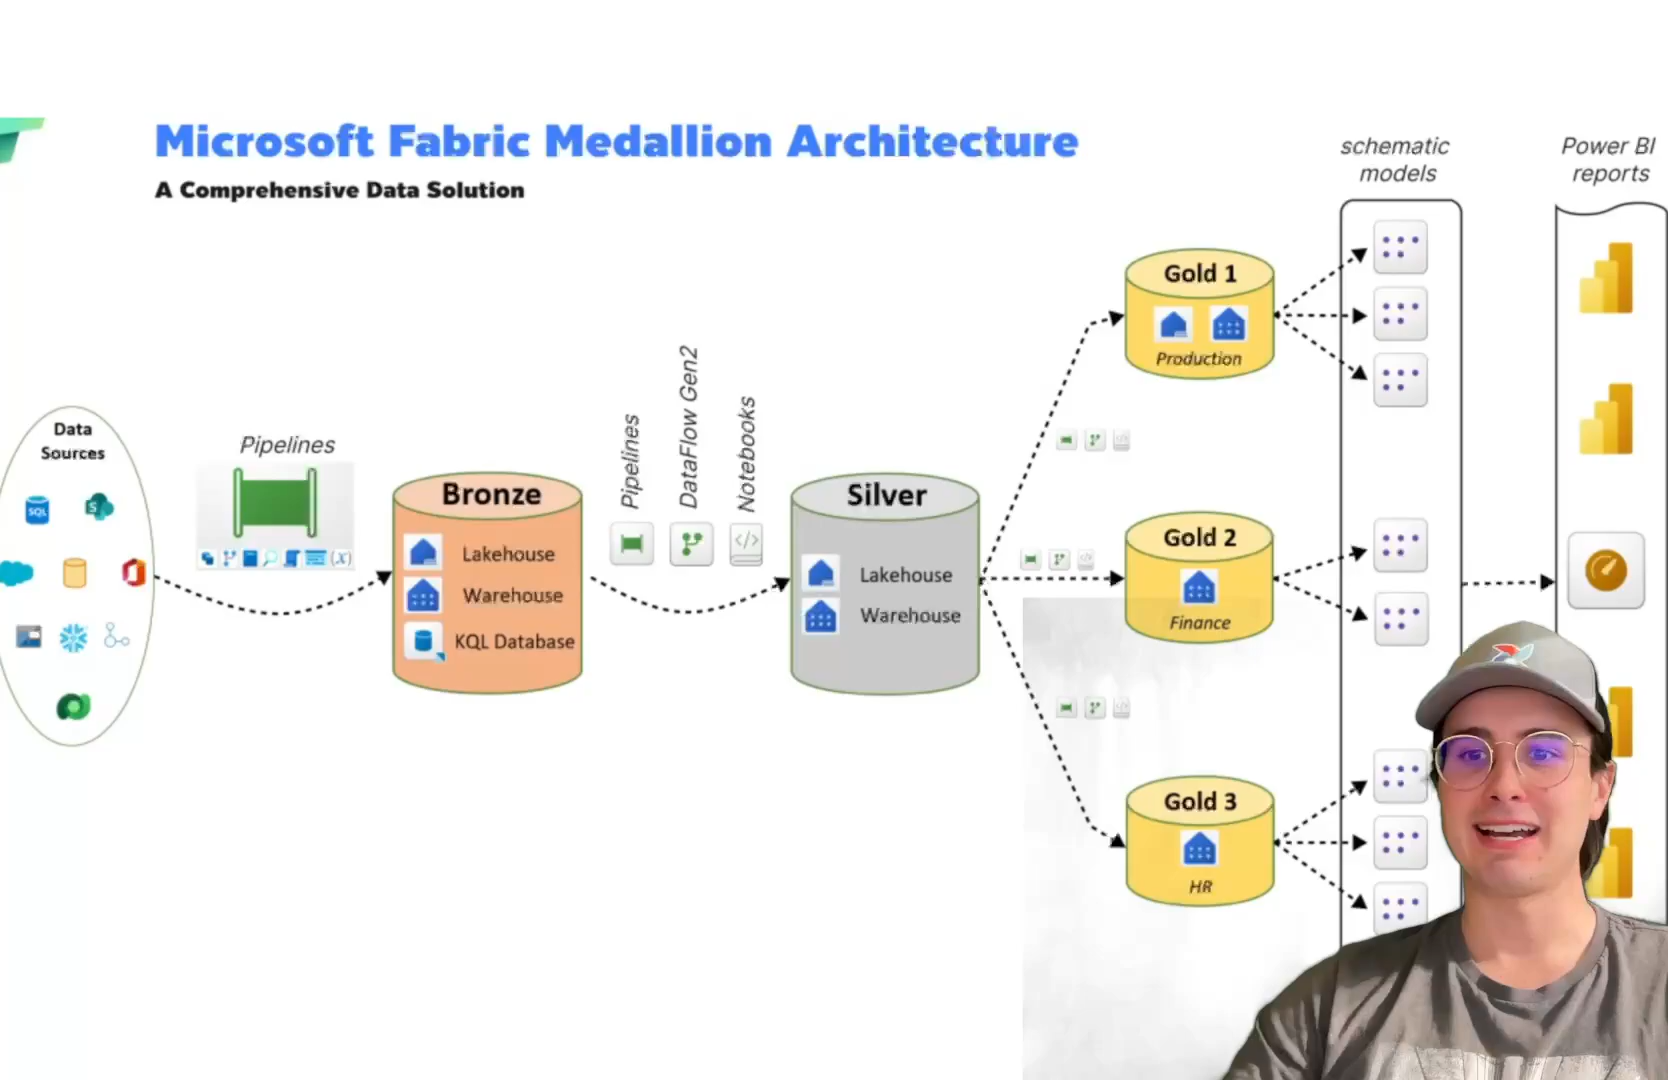 Microsoft Fabric Medallion Architecture
A Comprehensive Data Solution
schematic
models
Power BI
reports
Data
Sources
SQL
S
Pipelines
(x)
Bronze
Lakehouse
Warehouse
KQL Database
Pipelines
DataFlow Gen2
Notebooks
</>
Silver
Lakehouse
Warehouse
Gold 1
Production
Gold 2
Finance
Gold 3
HR